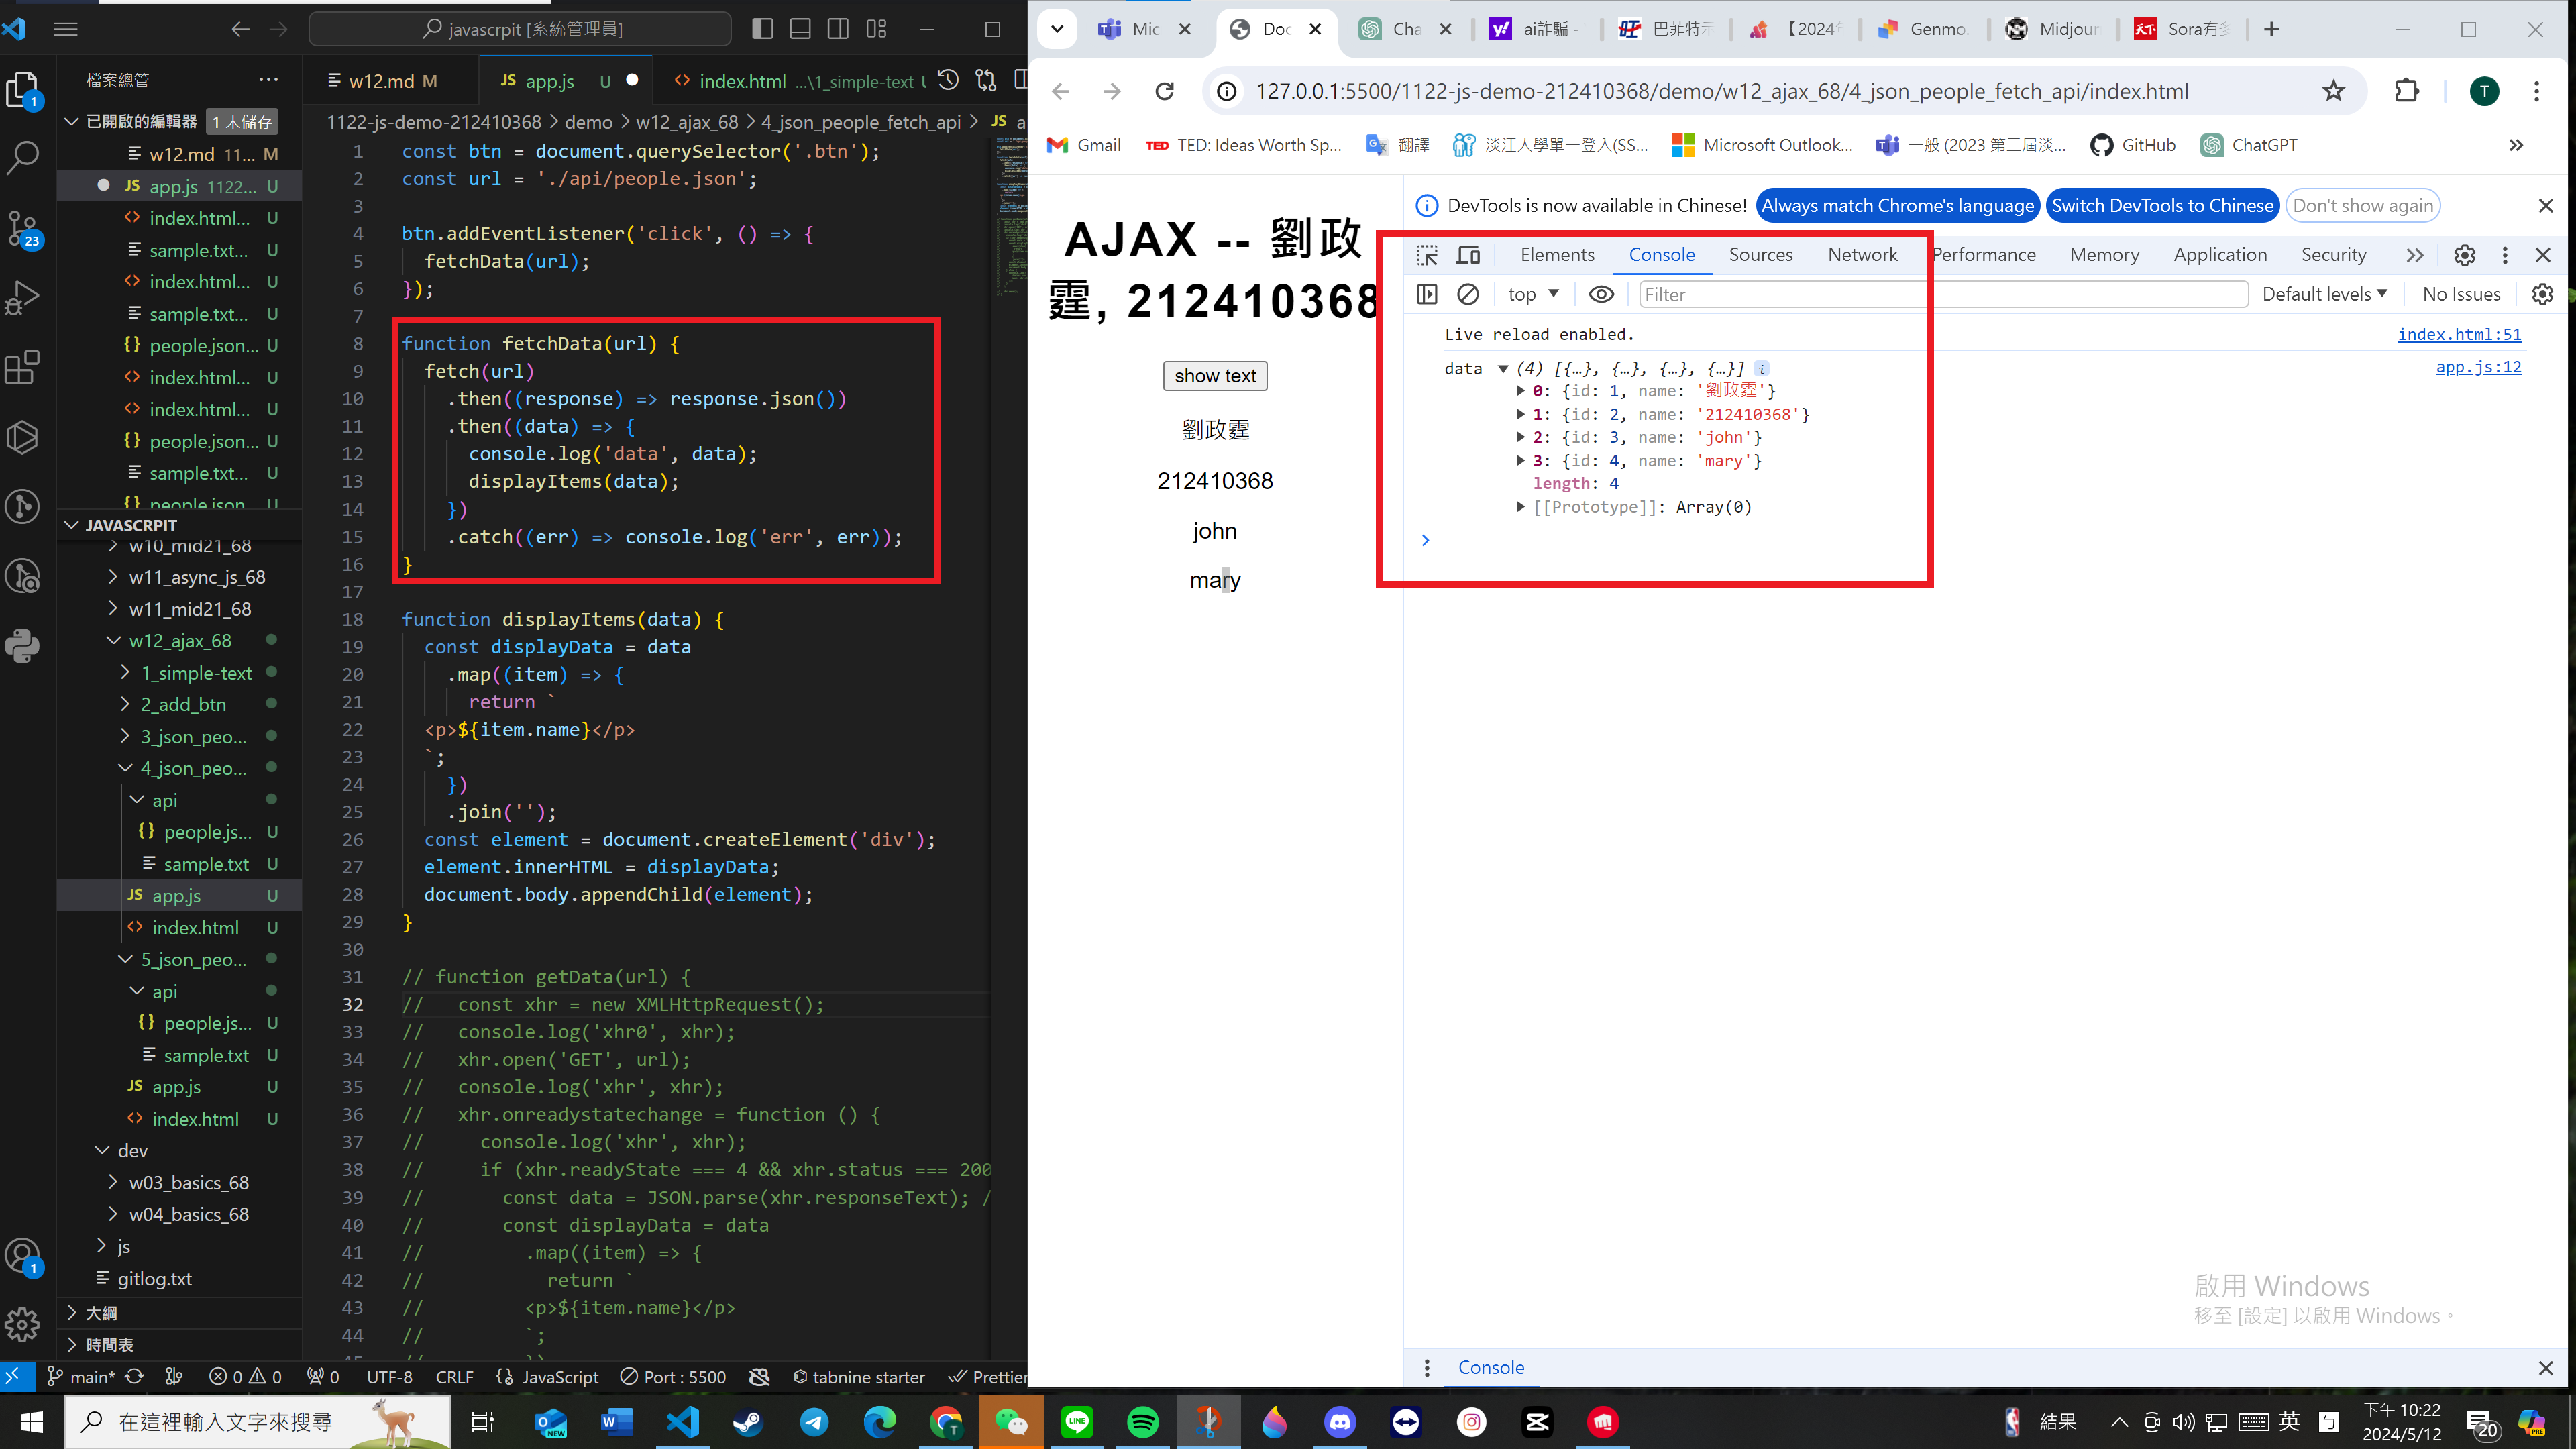 javascrpit [系統管理員]
檔案總管
已開啟的編輯器 1 未儲存
w12.md 11... M
app.js 1122... U
index.html... U
sample.txt... U
index.html... U
sample.txt... U
people.json... U
index.html... U
index.html... U
people.json... U
sample.txt... U
people.json
JAVASCRPIT
w10_mid21_68
w11_async_js_68
w11_mid21_68
w12_ajax_68
1_simple-text
2_add_btn
3_json_peo...
4_json_peo...
api
people.js... U
sample.txt U
app.js U
index.html U
5_json_peo...
api
people.js... U
sample.txt U
app.js U
index.html U
dev
w03_basics_68
w04_basics_68
js
gitlog.txt
大綱
時間表
1
23
1
w12.md M
app.js U
index.html ...\1_simple-text U
1122-js-demo-212410368 > demo > w12_ajax_68 > 4_json_people_fetch_api > JS a
1 const btn = document.querySelector('.btn');
2 const url = './api/people.json';
3
4 btn.addEventListener('click', () => {
5 fetchData(url);
6 });
7
8 function fetchData(url) {
9 fetch(url)
10 .then((response) => response.json())
11 .then((data) => {
12 console.log('data', data);
13 displayItems(data);
14 })
15 .catch((err) => console.log('err', err));
16 }
17
18 function displayItems(data) {
19 const displayData = data
20 .map((item) => {
21 return `
22 <p>${item.name}</p>
23 `;
24 })
25 .join('');
26 const element = document.createElement('div');
27 element.innerHTML = displayData;
28 document.body.appendChild(element);
29 }
30
31 // function getData(url) {
32 // const xhr = new XMLHttpRequest();
33 // console.log('xhr0', xhr);
34 // xhr.open('GET', url);
35 // console.log('xhr', xhr);
36 // xhr.onreadystatechange = function () {
37 // console.log('xhr', xhr);
38 // if (xhr.readyState === 4 && xhr.status === 200
39 // const data = JSON.parse(xhr.responseText); /
40 // const displayData = data
41 // .map((item) => {
42 // return `
43 // <p>${item.name}</p>
44 // `;
main* 0 0 0 UTF-8 CRLF JavaScript Port : 5500 tabnine starter Prettier
Mic
Doc
Cha
ai詐騙 -
巴菲特示
【2024年
Genmo.
Midjour
Sora有多
127.0.0.1:5500/1122-js-demo-212410368/demo/w12_ajax_68/4_json_people_fetch_api/index.html
T
Gmail TED: Ideas Worth Sp... 翻譯 淡江大學單一登入(SS... Microsoft Outlook... 一般 (2023 第二屆淡... GitHub ChatGPT
AJAX -- 劉政
霆, 212410368
show text
劉政霆
212410368
john
mary
DevTools is now available in Chinese! Always match Chrome's language Switch DevTools to Chinese Don't show again
Elements Console Sources Network Performance Memory Application Security
top Filter Default levels No Issues
Live reload enabled. index.html:51
data (4) [{…}, {…}, {…}, {…}] app.js:12
0: {id: 1, name: '劉政霆'}
1: {id: 2, name: '212410368'}
2: {id: 3, name: 'john'}
3: {id: 4, name: 'mary'}
length: 4
[[Prototype]]: Array(0)
啟用 Windows
移至 [設定] 以啟用 Windows。
Console
在這裡輸入文字來搜尋
結果
英
下午 10:22
2024/5/12
20